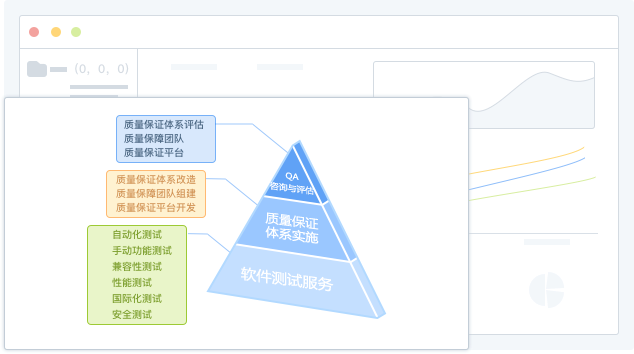 (0, 0, 0)
质量保证体系评估
质量保障团队
质量保证平台
质量保证体系改造
质量保障团队组建
质量保证平台开发
自动化测试
手动功能测试
兼容性测试
性能测试
国际化测试
安全测试
QA
咨询与评估
质量保证
体系实施
软件测试服务